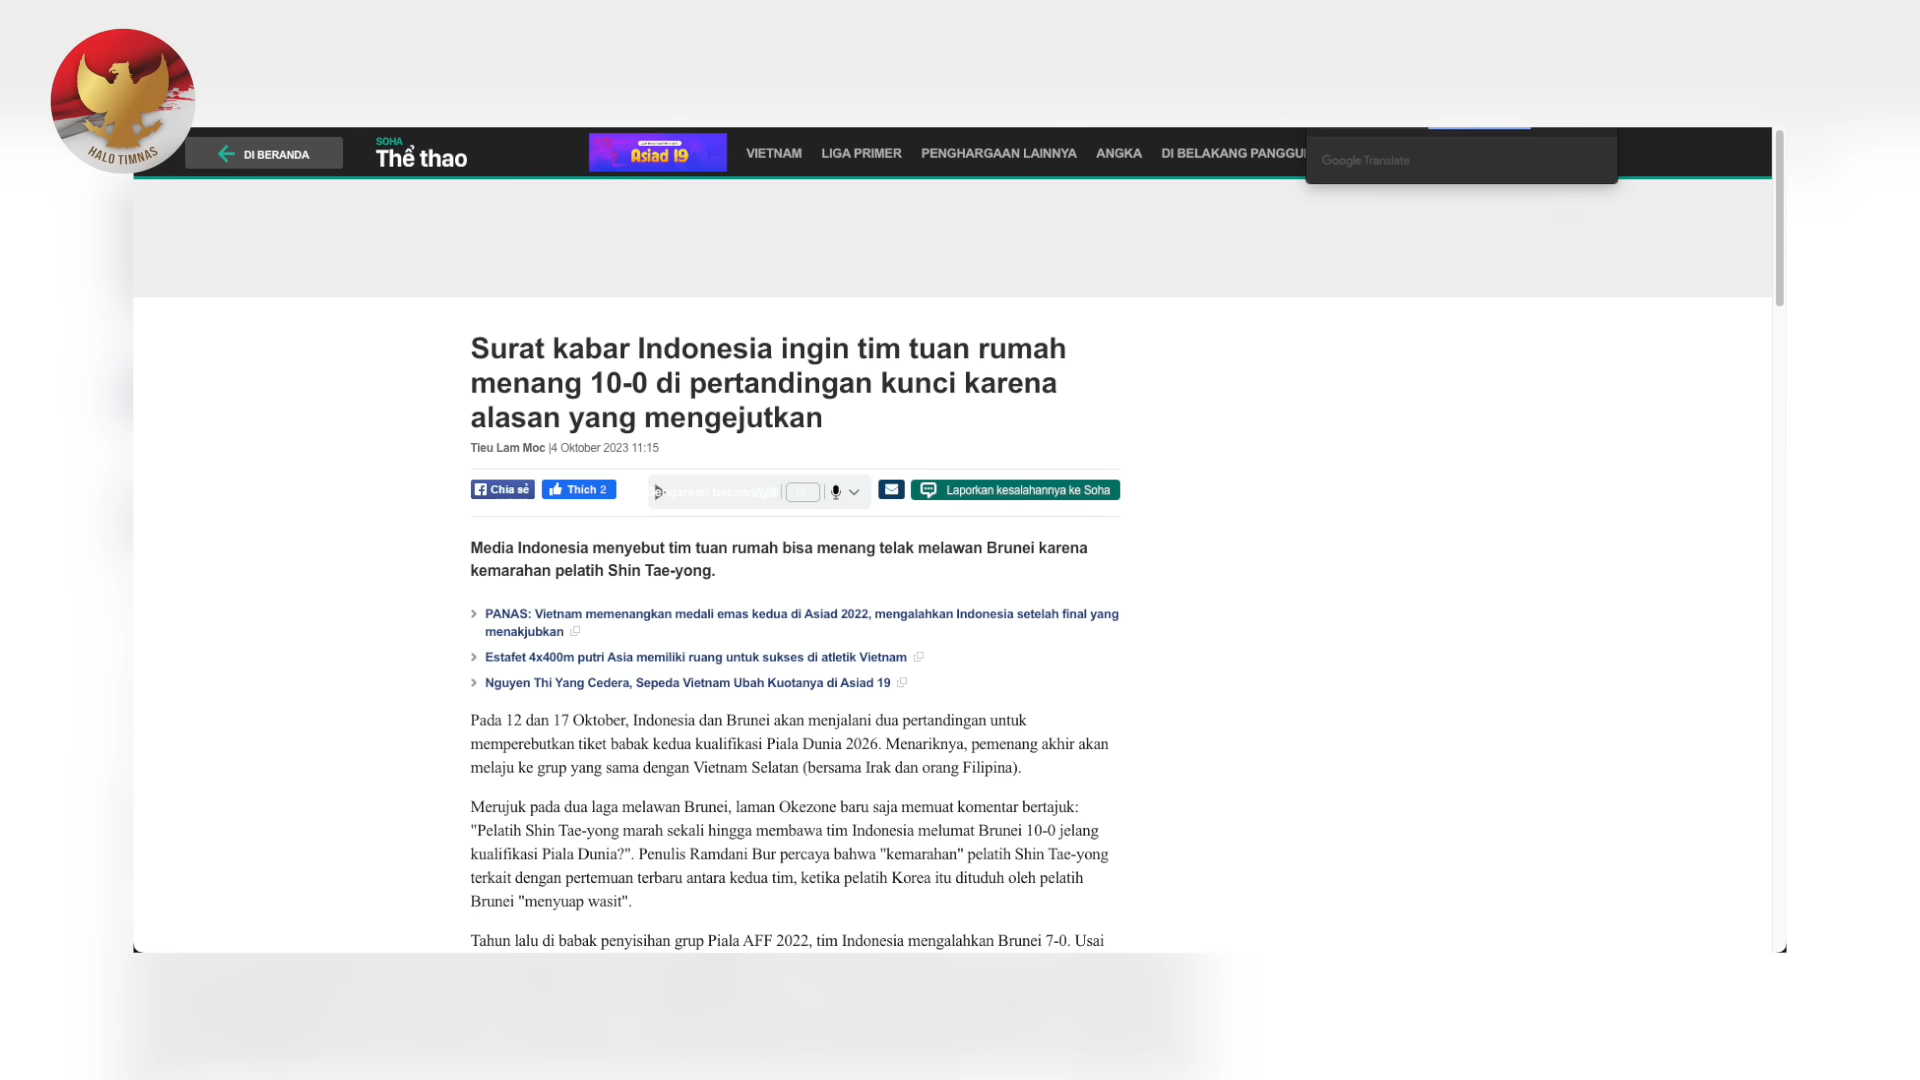 HALO TIMNAS
DI BERANDA
SOHA
Thể thao
Asiad 19
VIETNAM
LIGA PRIMER
PENGHARGAAN LAINNYA
ANGKA
DI BELAKANG PANGGU
Google Translate
Surat kabar Indonesia ingin tim tuan rumah
menang 10-0 di pertandingan kunci karena
alasan yang mengejutkan
Tieu Lam Moc |4 Oktober 2023 11:15
Chia sẻ
Thích 2
Laporkan kesalahannya ke Soha
Media Indonesia menyebut tim tuan rumah bisa menang telak melawan Brunei karena
kemarahan pelatih Shin Tae-yong.
PANAS: Vietnam memenangkan medali emas kedua di Asiad 2022, mengalahkan Indonesia setelah final yang
menakjubkan
Estafet 4x400m putri Asia memiliki ruang untuk sukses di atletik Vietnam
Nguyen Thi Yang Cedera, Sepeda Vietnam Ubah Kuotanya di Asiad 19
Pada 12 dan 17 Oktober, Indonesia dan Brunei akan menjalani dua pertandingan untuk
memperebutkan tiket babak kedua kualifikasi Piala Dunia 2026. Menariknya, pemenang akhir akan
melaju ke grup yang sama dengan Vietnam Selatan (bersama Irak dan orang Filipina).
Merujuk pada dua laga melawan Brunei, laman Okezone baru saja memuat komentar bertajuk:
"Pelatih Shin Tae-yong marah sekali hingga membawa tim Indonesia melumat Brunei 10-0 jelang
kualifikasi Piala Dunia?". Penulis Ramdani Bur percaya bahwa "kemarahan" pelatih Shin Tae-yong
terkait dengan pertemuan terbaru antara kedua tim, ketika pelatih Korea itu dituduh oleh pelatih
Brunei "menyuap wasit".
Tahun lalu di babak penyisihan grup Piala AFF 2022, tim Indonesia mengalahkan Brunei 7-0. Usai